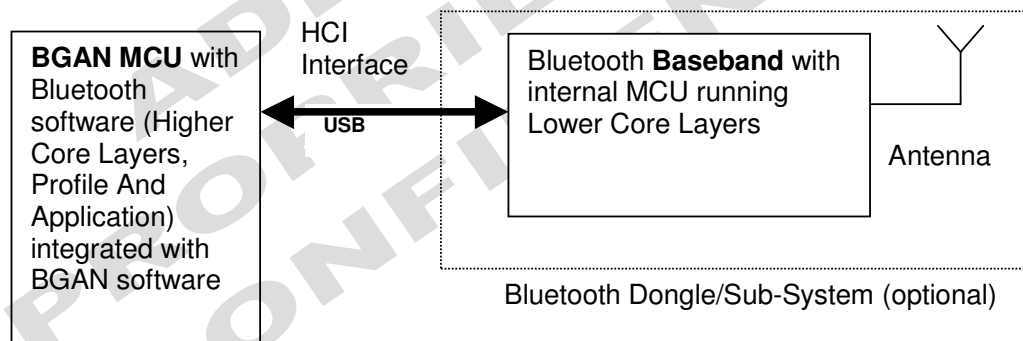 BGAN MCU with
Bluetooth
software (Higher
Core Layers,
Profile And
Application)
integrated with
BGAN software
HCI
Interface
USB
Bluetooth Baseband with
internal MCU running
Lower Core Layers
Antenna
Bluetooth Dongle/Sub-System (optional)